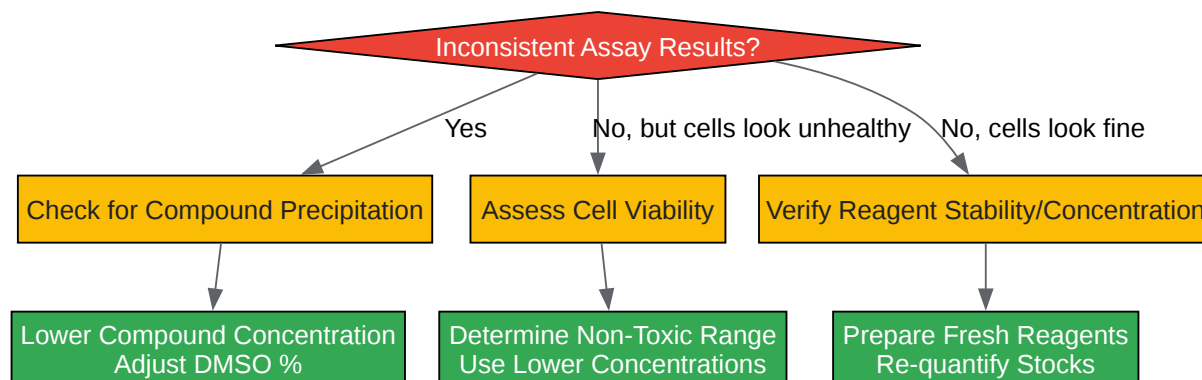 Inconsistent Assay Results?
Yes
No, but cells look unhealthy
No, cells look fine
Check for Compound Precipitation
Assess Cell Viability
Verify Reagent Stability/Concentration
Lower Compound Concentration
Adjust DMSO %
Determine Non-Toxic Range
Use Lower Concentrations
Prepare Fresh Reagents
Re-quantify Stocks